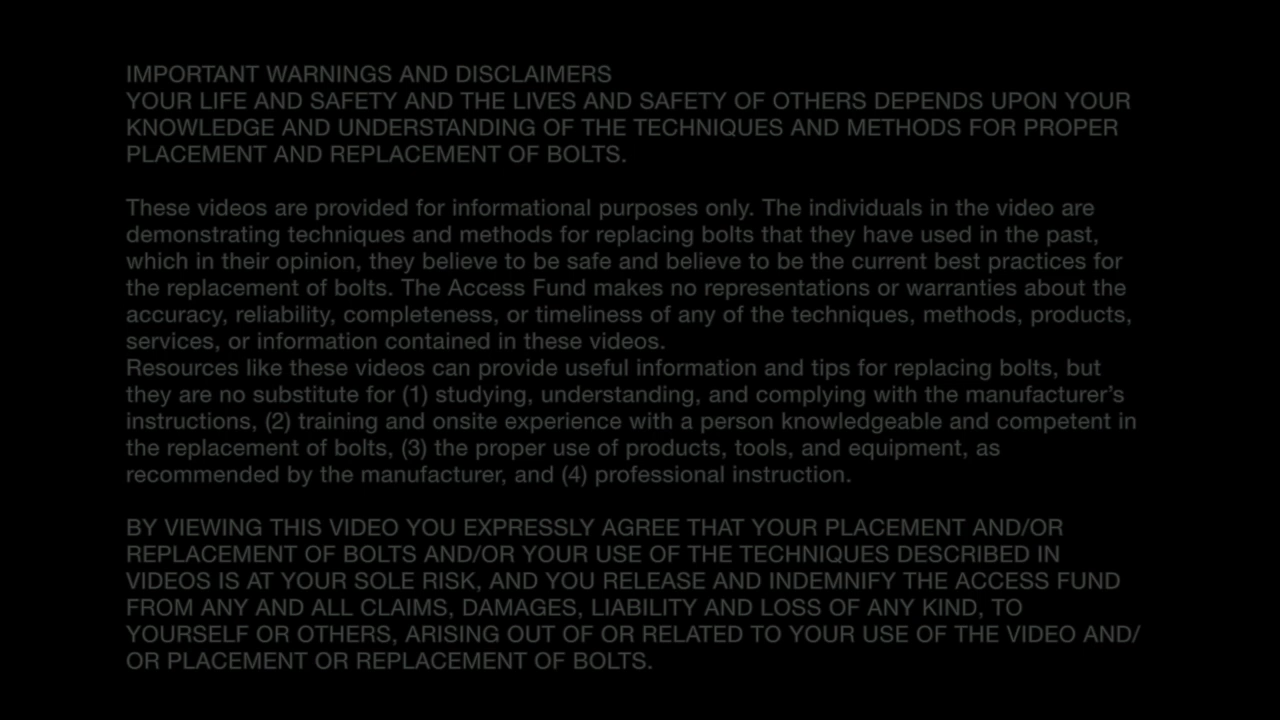 IMPORTANT WARNINGS AND DISCLAIMERS
YOUR LIFE AND SAFETY AND THE LIVES AND SAFETY OF OTHERS DEPENDS UPON YOUR
KNOWLEDGE AND UNDERSTANDING OF THE TECHNIQUES AND METHODS FOR PROPER
PLACEMENT AND REPLACEMENT OF BOLTS.
These videos are provided for informational purposes only. The individuals in the video are
demonstrating techniques and methods for replacing bolts that they have used in the past,
which in their opinion, they believe to be safe and believe to be the current best practices for
the replacement of bolts. The Access Fund makes no representations or warranties about the
accuracy, reliability, completeness, or timeliness of any of the techniques, methods, products,
services, or information contained in these videos.
Resources like these videos can provide useful information and tips for replacing bolts, but
they are no substitute for (1) studying, understanding, and complying with the manufacturer’s
instructions, (2) training and onsite experience with a person knowledgeable and competent in
the replacement of bolts, (3) the proper use of products, tools, and equipment, as
recommended by the manufacturer, and (4) professional instruction.
BY VIEWING THIS VIDEO YOU EXPRESSLY AGREE THAT YOUR PLACEMENT AND/OR
REPLACEMENT OF BOLTS AND/OR YOUR USE OF THE TECHNIQUES DESCRIBED IN
VIDEOS IS AT YOUR SOLE RISK, AND YOU RELEASE AND INDEMNIFY THE ACCESS FUND
FROM ANY AND ALL CLAIMS, DAMAGES, LIABILITY AND LOSS OF ANY KIND, TO
YOURSELF OR OTHERS, ARISING OUT OF OR RELATED TO YOUR USE OF THE VIDEO AND/
OR PLACEMENT OR REPLACEMENT OF BOLTS.